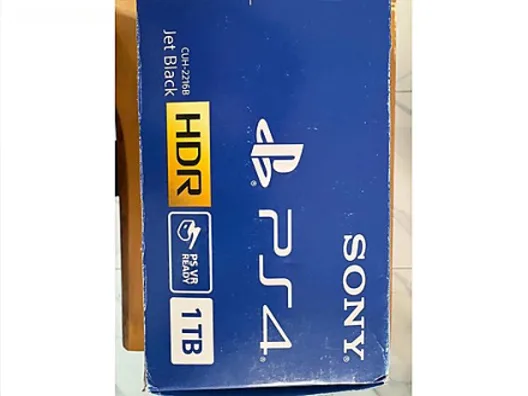 SONY®
PS4®
CUH-2216B
Jet Black
HDR
PS VR
READY
1TB